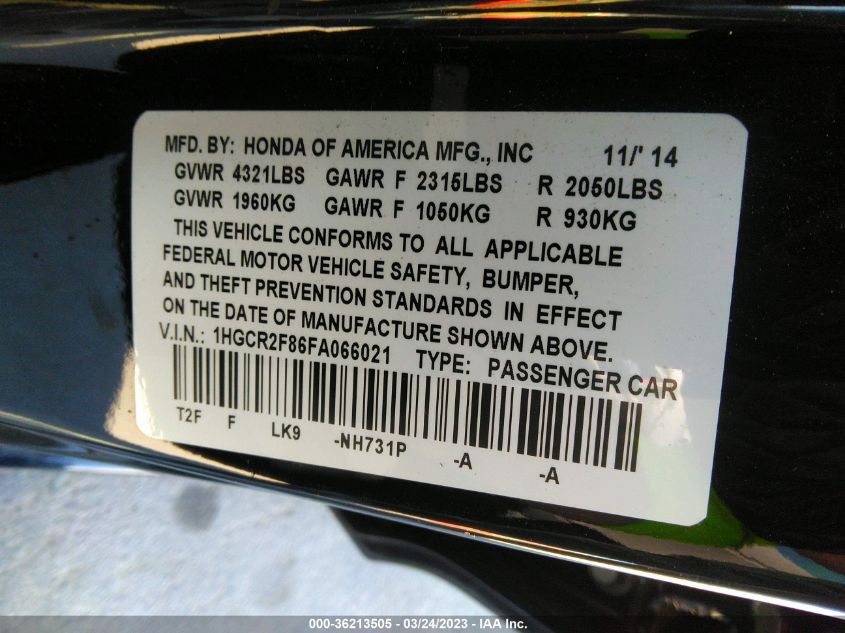 MFD. BY: HONDA OF AMERICA MFG., INC 11/' 14
GVWR 4321LBS GAWR F 2315LBS R 2050LBS
GVWR 1960KG GAWR F 1050KG R 930KG
THIS VEHICLE CONFORMS TO ALL APPLICABLE
FEDERAL MOTOR VEHICLE SAFETY, BUMPER,
AND THEFT PREVENTION STANDARDS IN EFFECT
ON THE DATE OF MANUFACTURE SHOWN ABOVE.
V.I.N.: 1HGCR2F86FA066021 TYPE: PASSENGER CAR
T2F F LK9 -NH731P -A -A
000-36213505 - 03/24/2023 - IAA Inc.